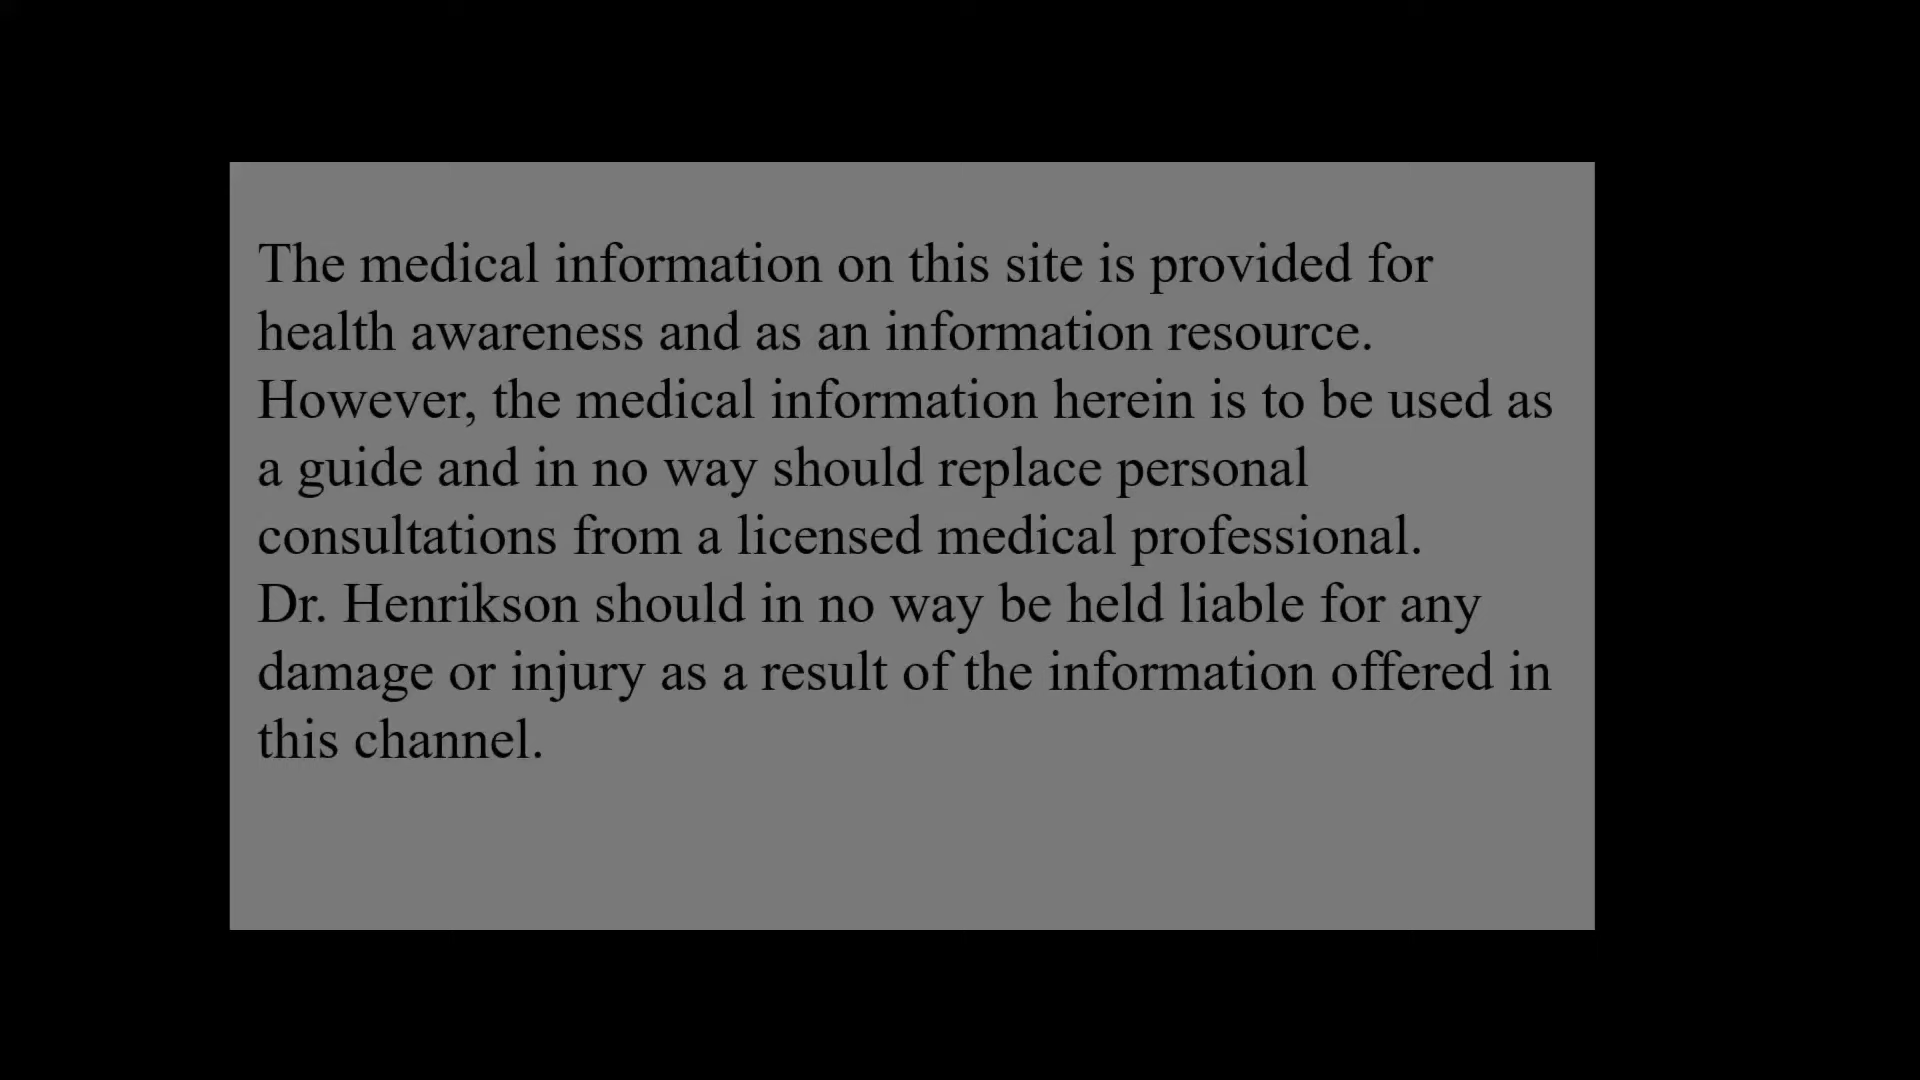 The medical information on this site is provided for
health awareness and as an information resource.
However, the medical information herein is to be used as
a guide and in no way should replace personal
consultations from a licensed medical professional.
Dr. Henrikson should in no way be held liable for any
damage or injury as a result of the information offered in
this channel.